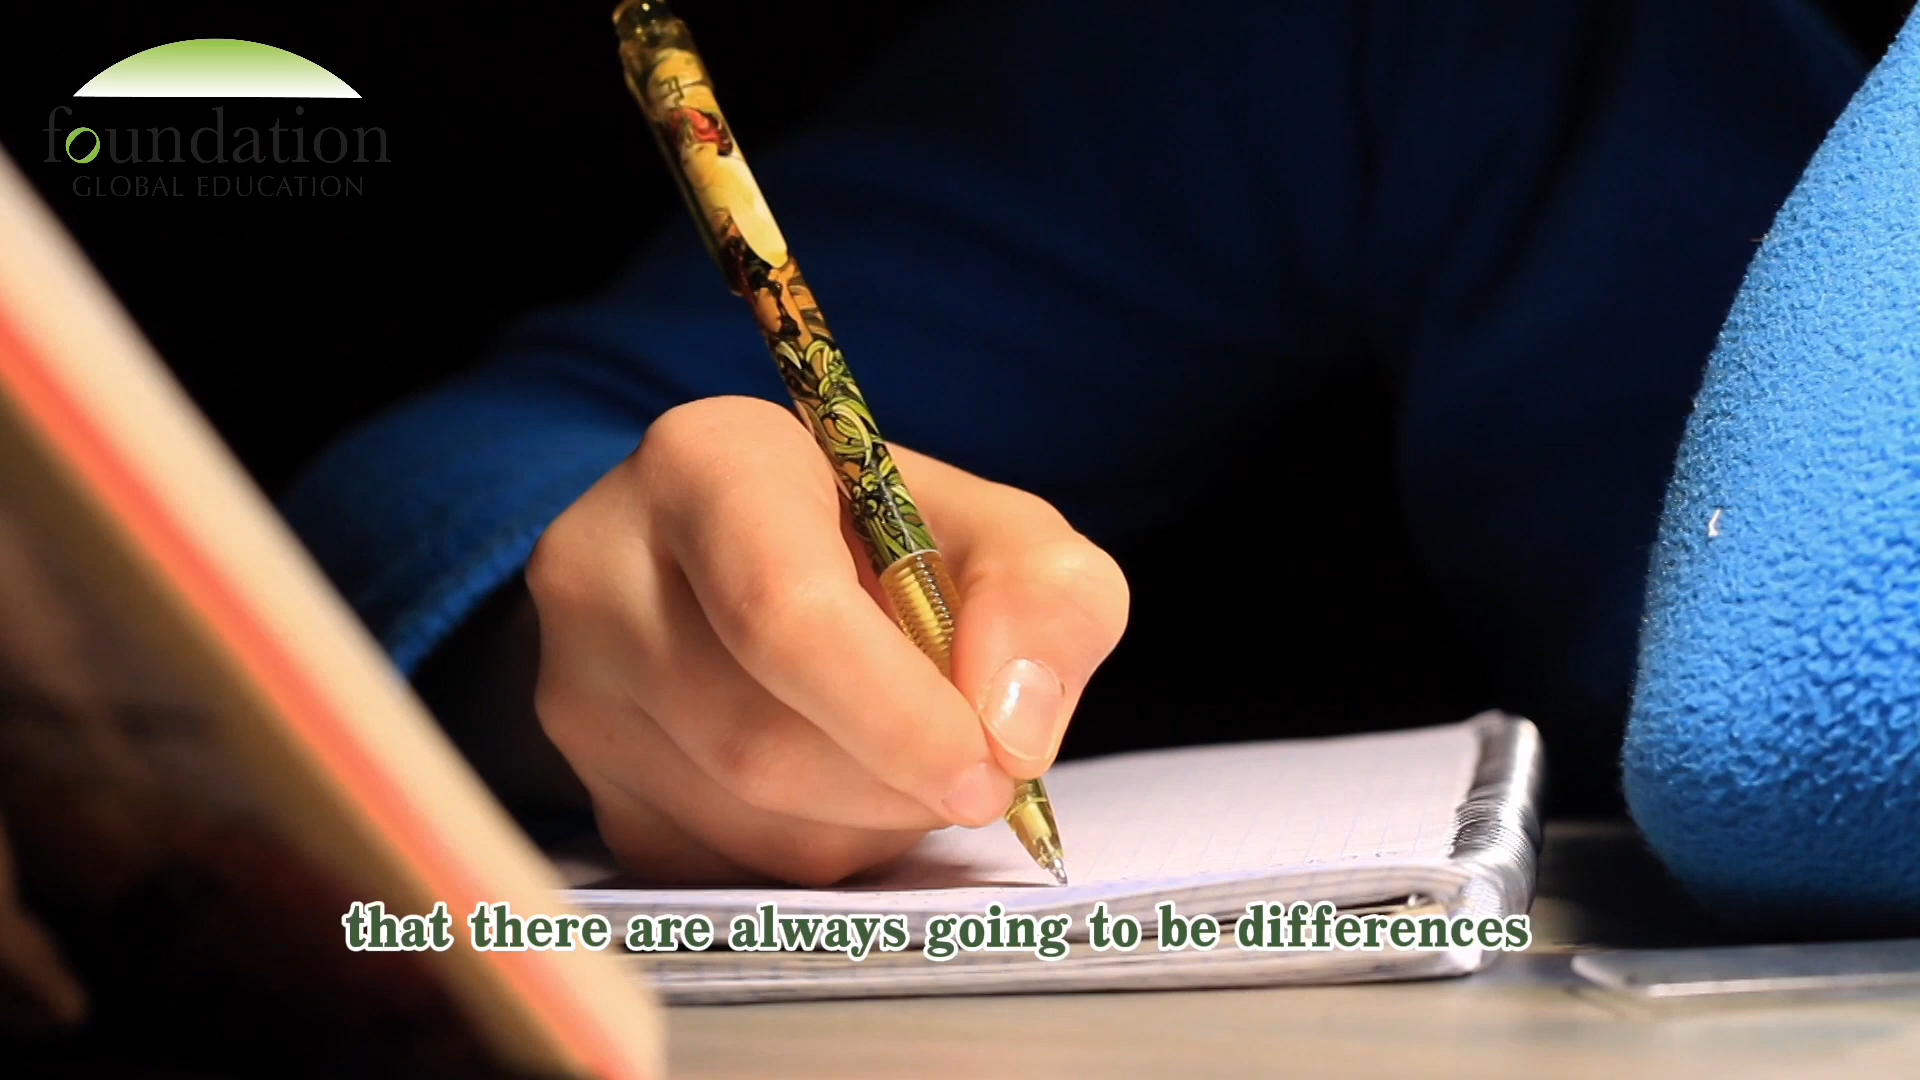 foundation
GLOBAL EDUCATION
that there are always going to be differences